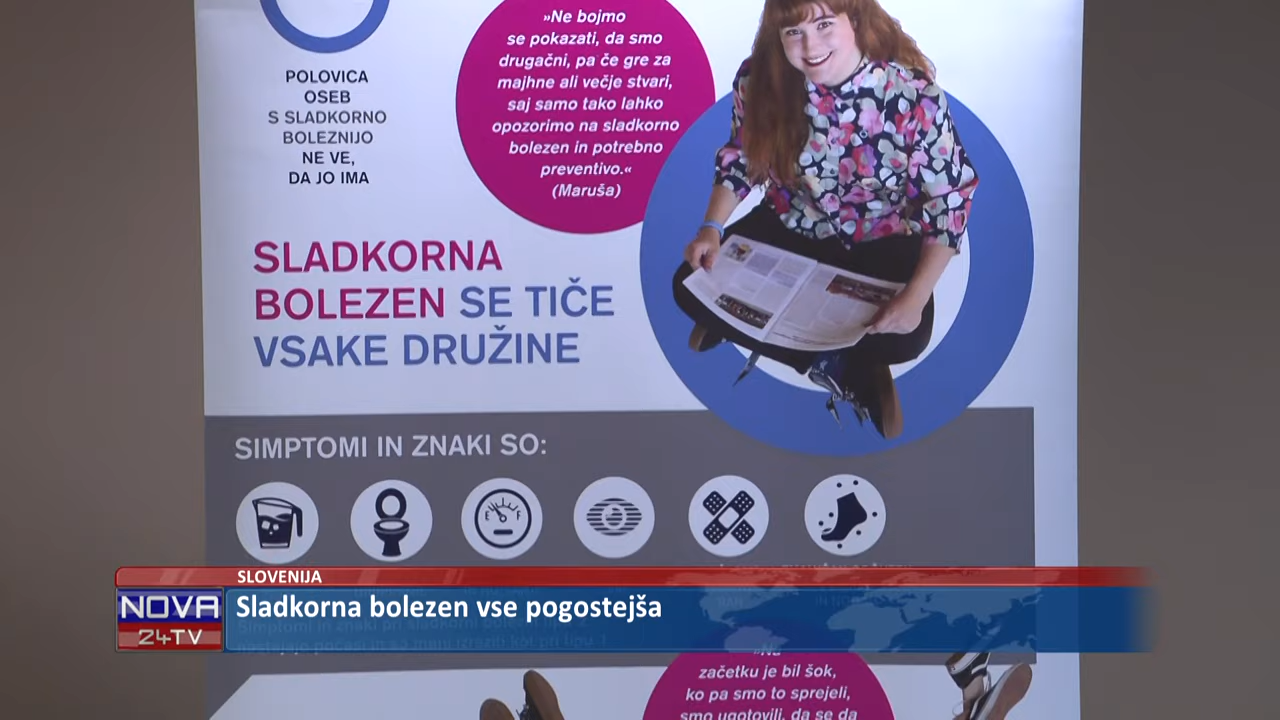 POLOVICA
OSEB
S SLADKORNO
BOLEZNIJO
NE VE,
DA JO IMA
»Ne bojmo
se pokazati, da smo
drugačni, pa če gre za
majhne ali večje stvari,
saj samo tako lahko
opozorimo na sladkorno
bolezen in potrebno
preventivo.«
(Maruša)
SLADKORNA
BOLEZEN SE TIČE
VSAKE DRUŽINE
SIMPTOMI IN ZNAKI SO:
SLOVENIJA
NOVA
24TV
Sladkorna bolezen vse pogostejša
»Na
začetku je bil šok,
ko pa smo to sprejeli,
smo ugotovili, da se da